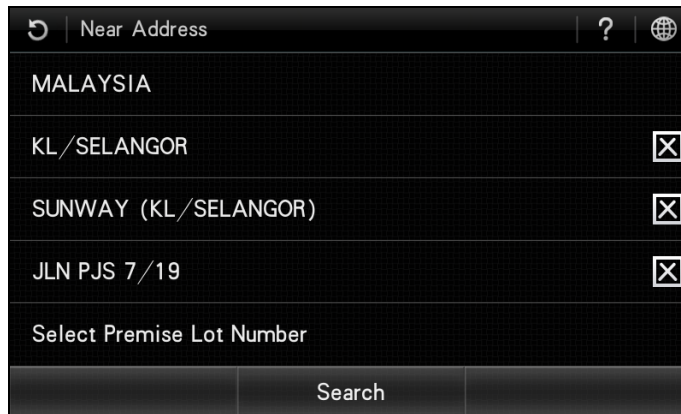 Near Address
?
MALAYSIA
KL/SELANGOR
SUNWAY (KL/SELANGOR)
JLN PJS 7/19
Select Premise Lot Number
Search